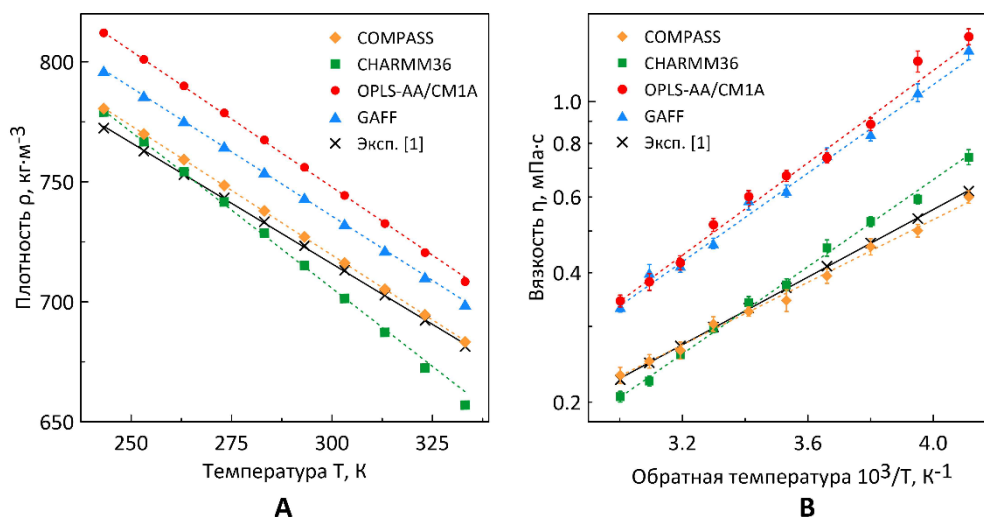 Плотность ρ, кг·м⁻³
800
750
700
650
COMPASS
CHARMM36
OPLS-AA/CM1A
GAFF
Эксп. [1]
250 275 300 325
Температура T, К
A
Вязкость η, мПа·с
1.0
0.8
0.6
0.4
0.2
COMPASS
CHARMM36
OPLS-AA/CM1A
GAFF
Эксп. [1]
3.2 3.6 4.0
Обратная температура 10³/T, К⁻¹
B